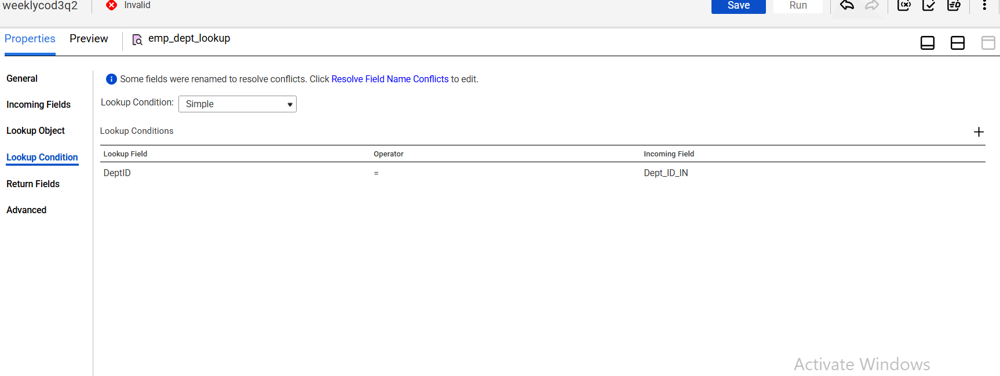 weeklycod3q2 Invalid Save Run
Properties Preview emp_dept_lookup
General
Incoming Fields
Lookup Object
Lookup Condition
Return Fields
Advanced
Some fields were renamed to resolve conflicts. Click Resolve Field Name Conflicts to edit.
Lookup Condition: Simple
Lookup Conditions
Lookup Field Operator Incoming Field
DeptID = Dept_ID_IN
Activate Windows